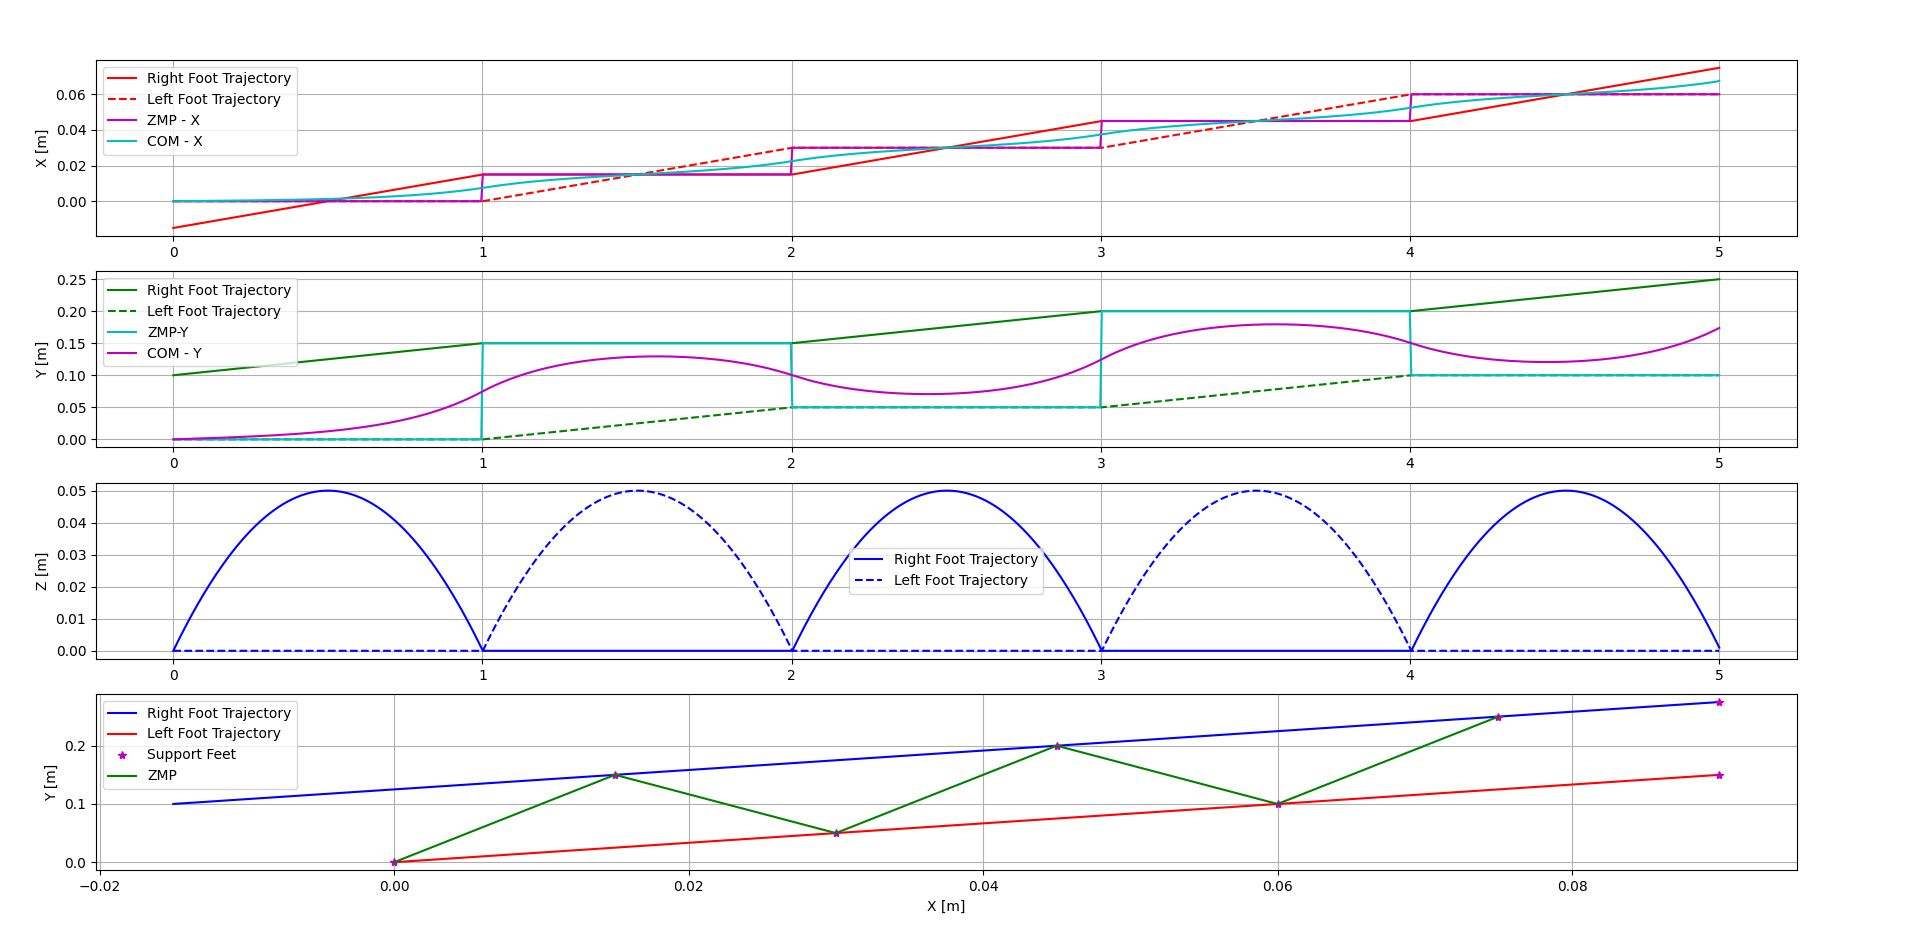 Right Foot Trajectory
Left Foot Trajectory
ZMP - X
COM - X
X [m]
0.06
0.04
0.02
0.00
0 1 2 3 4 5
Right Foot Trajectory
Left Foot Trajectory
ZMP-Y
COM - Y
Y [m]
0.25
0.20
0.15
0.10
0.05
0.00
0 1 2 3 4 5
Right Foot Trajectory
Left Foot Trajectory
Z [m]
0.05
0.04
0.03
0.02
0.01
0.00
0 1 2 3 4 5
Right Foot Trajectory
Left Foot Trajectory
Support Feet
ZMP
Y [m]
0.2
0.1
0.0
−0.02 0.00 0.02 0.04 0.06 0.08
X [m]